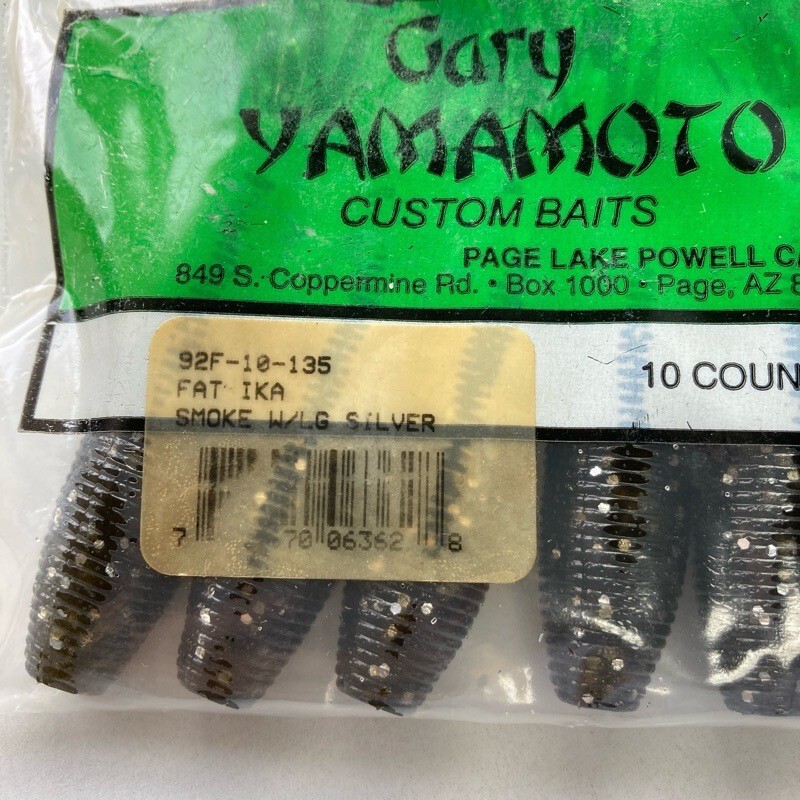 Gary
YAMAMOTO
CUSTOM BAITS
PAGE LAKE POWELL
849 S. Coppermine Rd. • Box 1000 • Page, AZ
92F-10-135
FAT IKA
SMOKE W/LG SILVER
10 COUN
7 70 06362 8